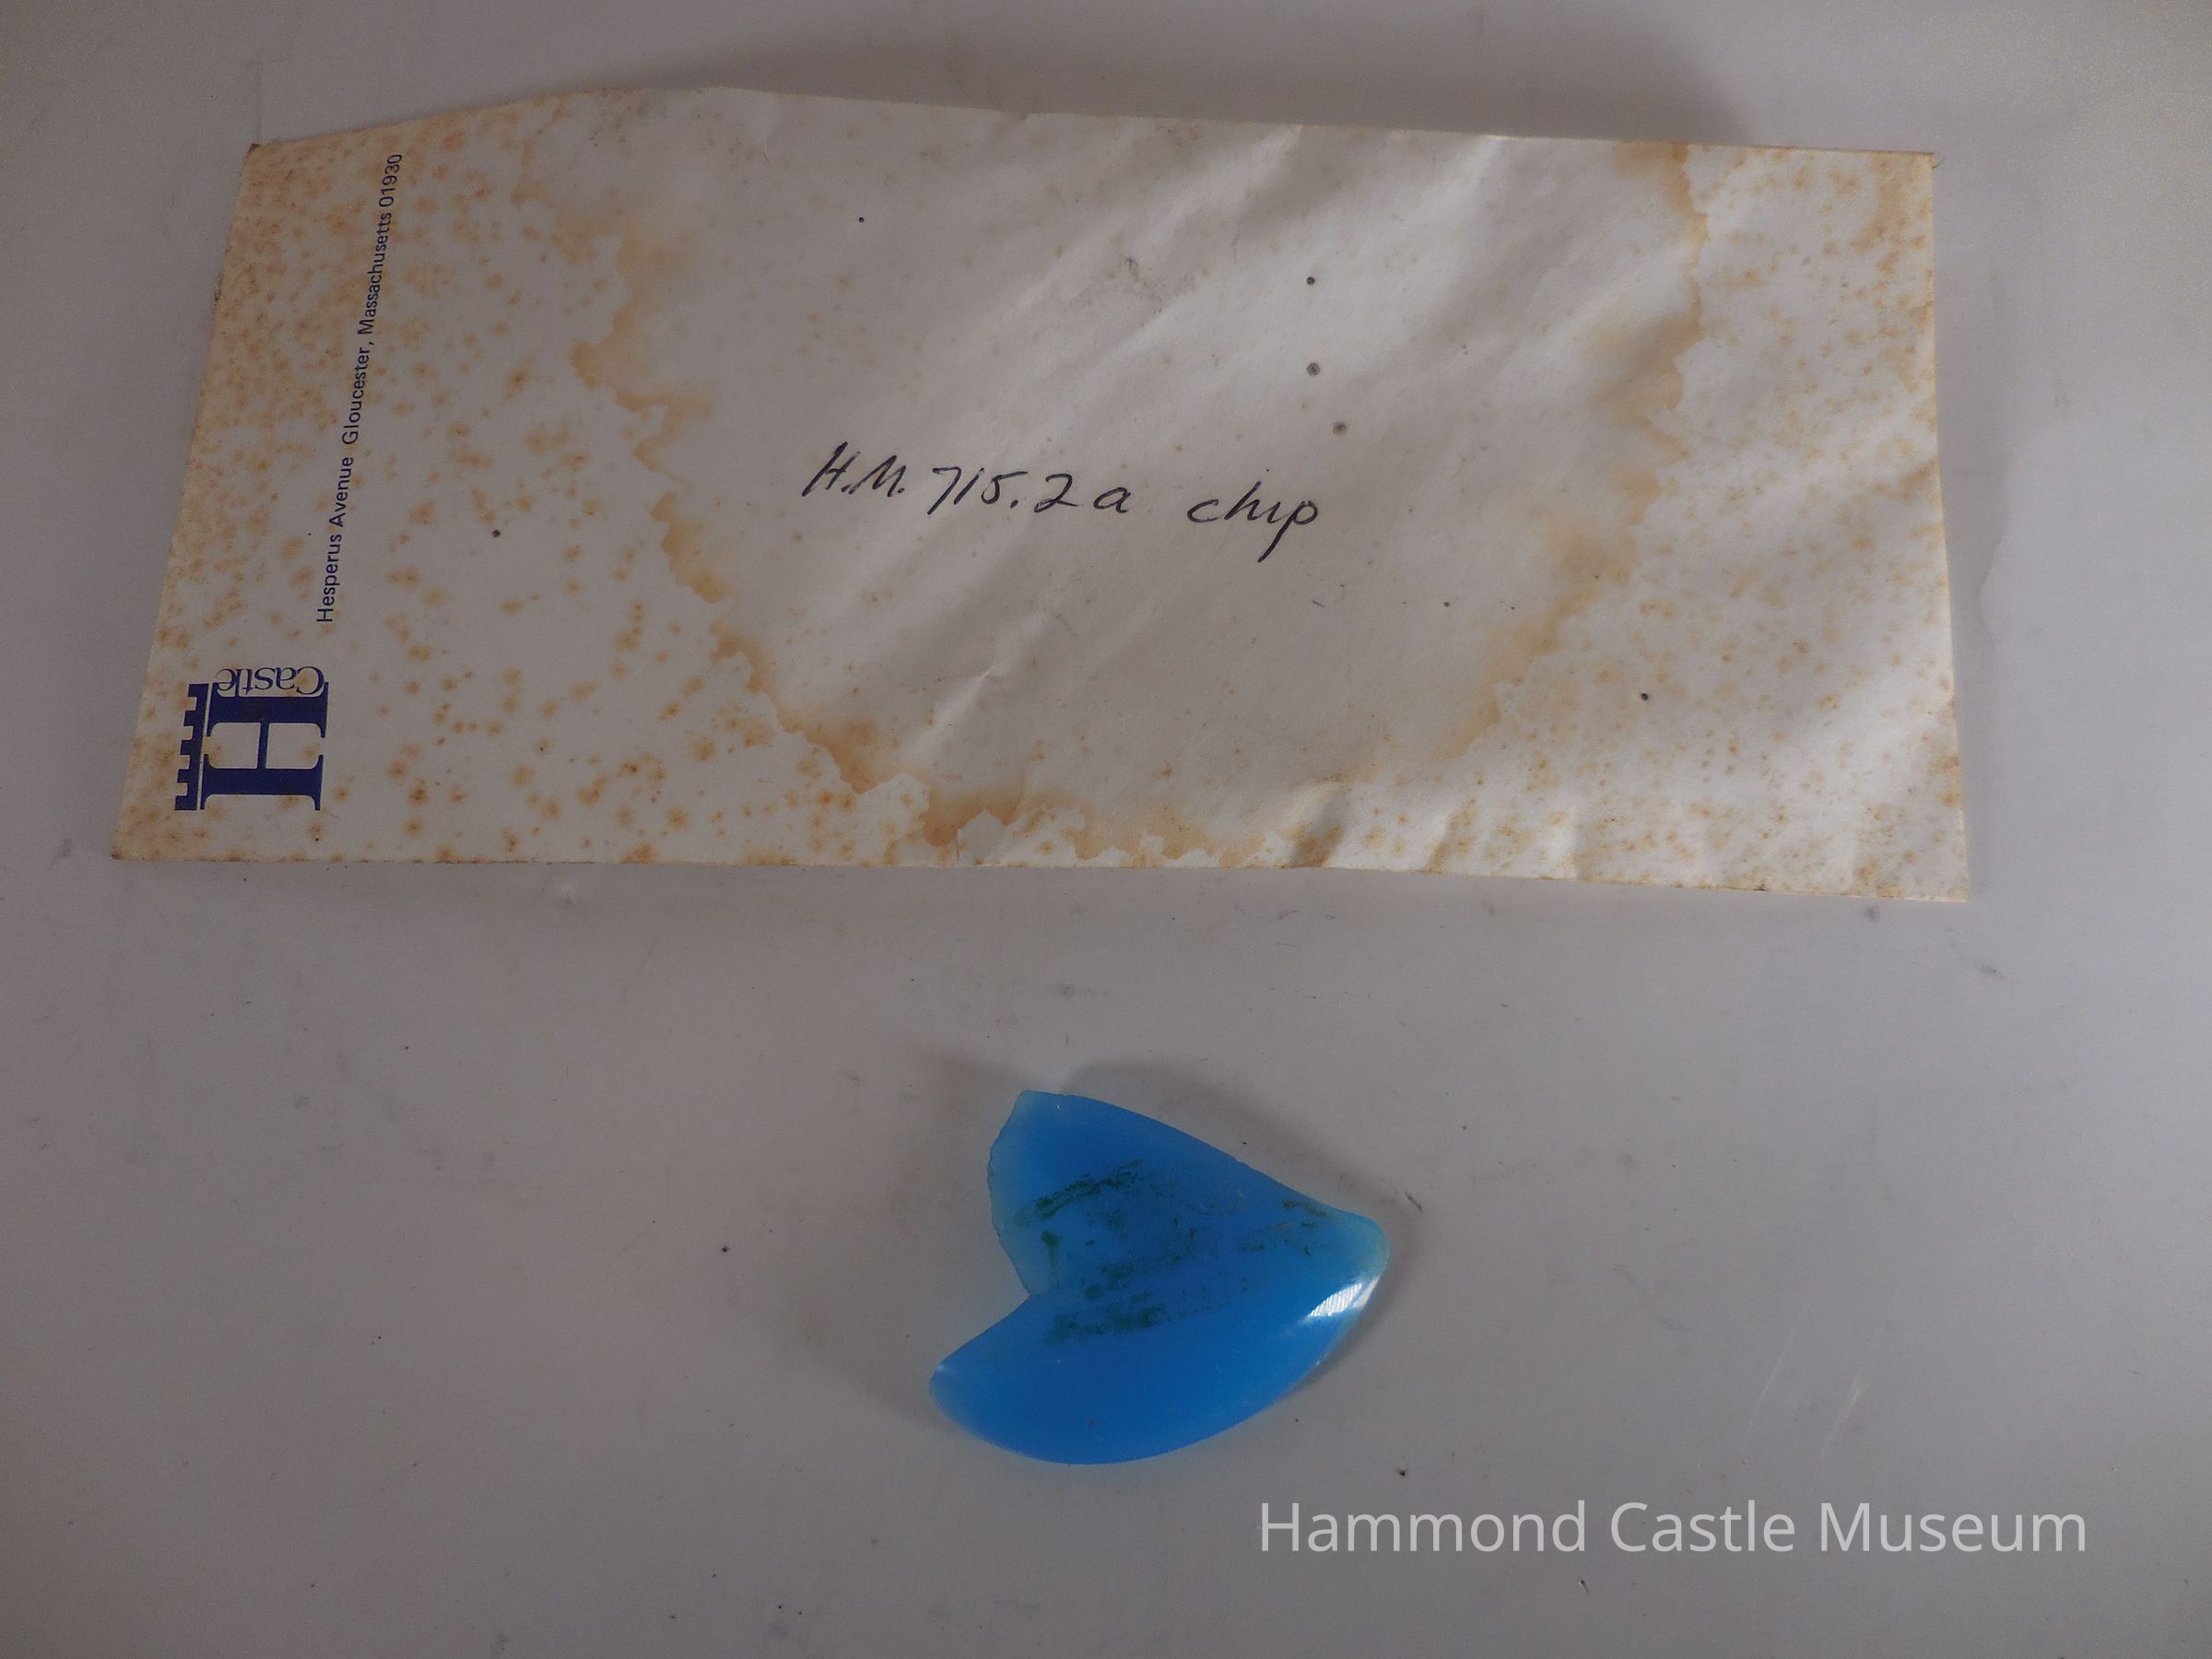 Hesperus Avenue Gloucester, Massachusetts 01930
H
Castle
H.M. 715.2a chip
Hammond Castle Museum